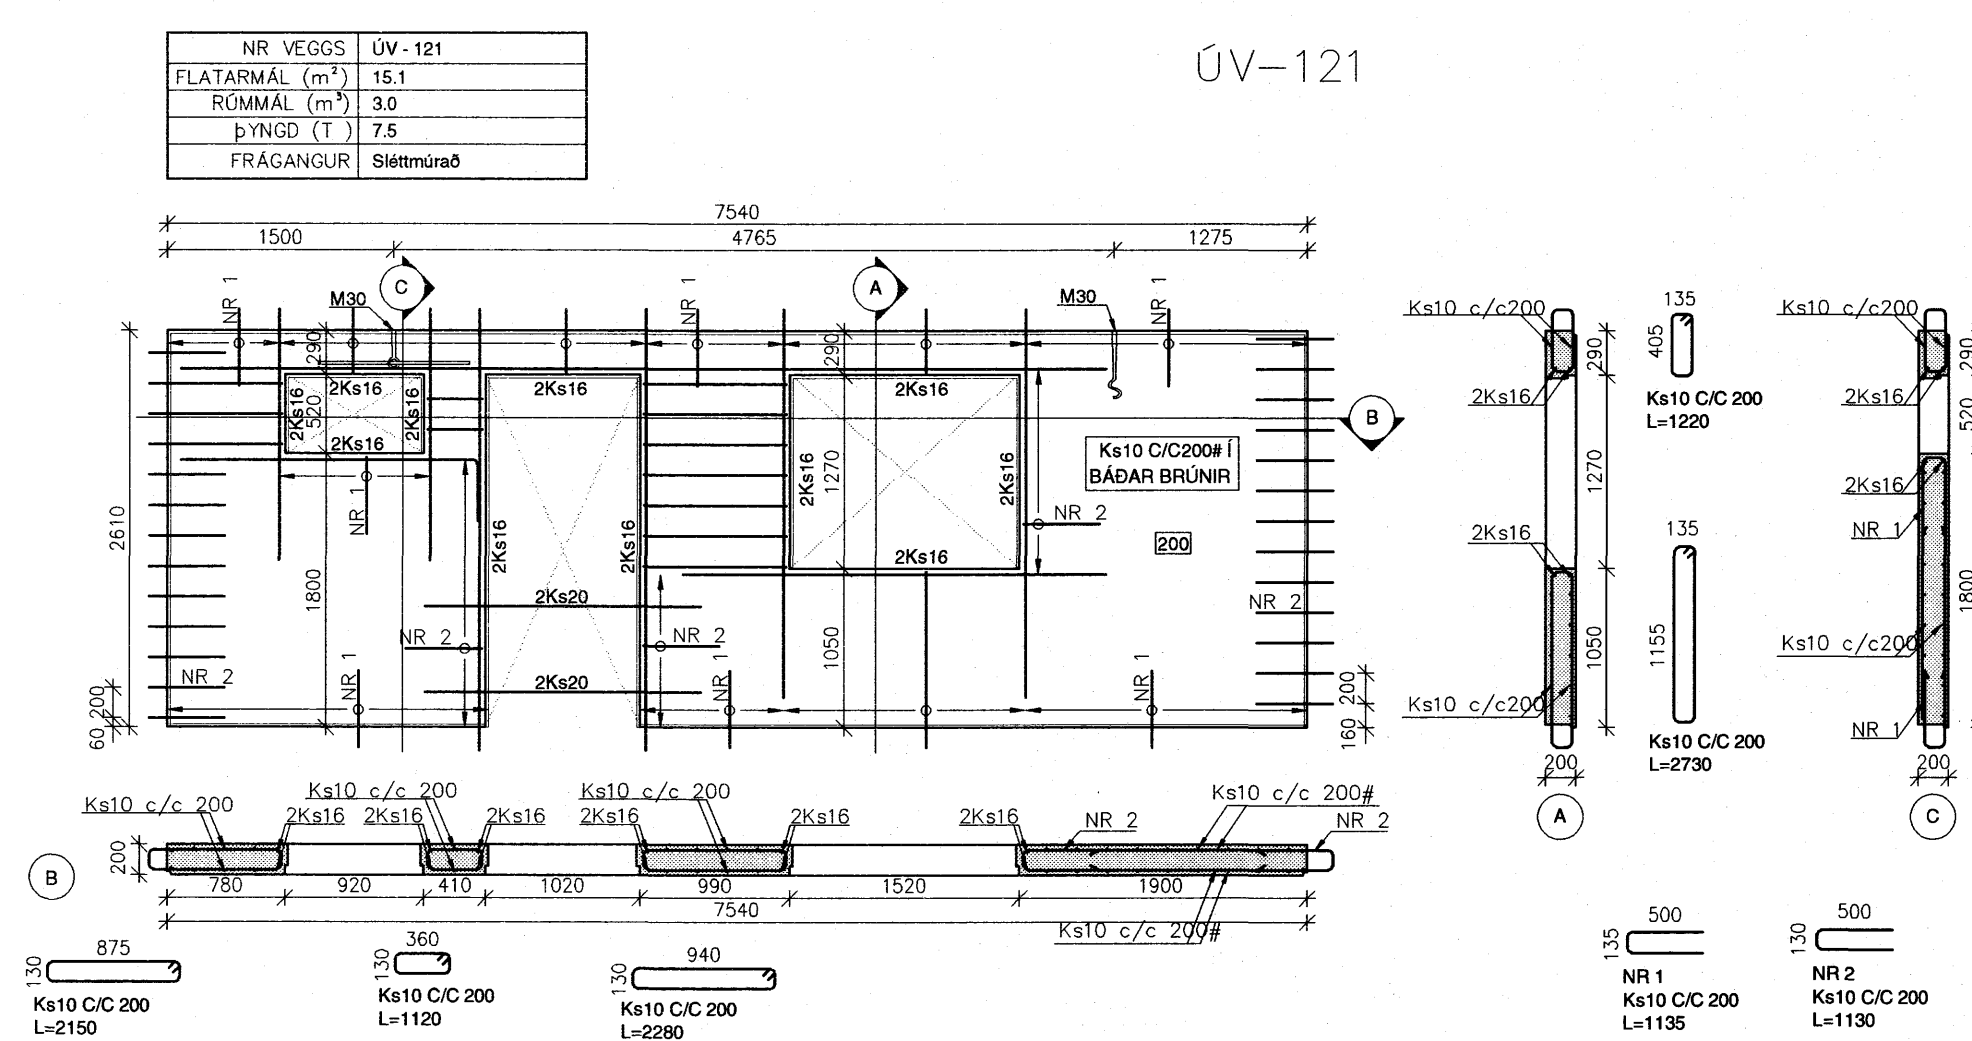 NR VEGGS ÚV - 121
FLATARMÁL (m²) 15.1
RÚMMÁL (m³) 3.0
ÞYNGD (T ) 7.5
FRÁGANGUR Sléttmúrað
ÚV-121
7540
1500 4765 1275
C A
M30 M30
NR 1 NR 1 NR 1
290 290
2Ks16 2Ks16 2Ks16
2Ks16 520 2Ks16
2Ks16
B
2610
Ks10 C/C200# Í
BÁÐAR BRÚNIR
2Ks16 1270 2Ks16
NR 1
NR 2
2Ks16 2Ks16
200
2Ks16
1800
2Ks20
NR 2
NR 2 NR 2
1050
NR 1 NR 1 NR 1
NR 2
2Ks20
200 200
60 160
Ks10 c/c200
290
2Ks16
1270
2Ks16
1050
Ks10 c/c200
200
A
135
405
Ks10 C/C 200
L=1220
135
1155
Ks10 C/C 200
L=2730
Ks10 c/c200
290
2Ks16
520
2Ks16
NR 1
1800
Ks10 c/c200
NR 1
200
C
Ks10 c/c 200 Ks10 c/c 200 Ks10 c/c 200 Ks10 c/c 200#
2Ks16 2Ks16 2Ks16 2Ks16 2Ks16 2Ks16 NR 2 NR 2
B
200
780 920 410 1020 990 1520 1900
7540
Ks10 c/c 200#
875
130
Ks10 C/C 200
L=2150
360
130
Ks10 C/C 200
L=1120
940
130
Ks10 C/C 200
L=2280
500
135
NR 1
Ks10 C/C 200
L=1135
500
130
NR 2
Ks10 C/C 200
L=1130